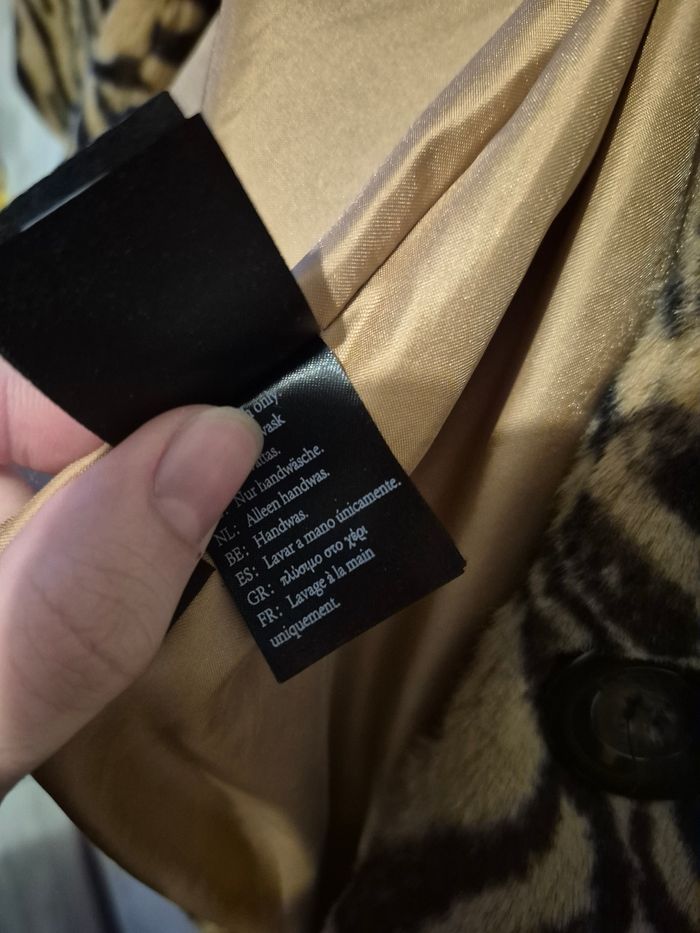 only.
Nur handwäsche.
NL: Alleen handwas.
BE: Handwas.
ES: Lavar a mano únicamente.
GR: πλύσιμο στο χέρι
FR: Lavage à la main
uniquement.